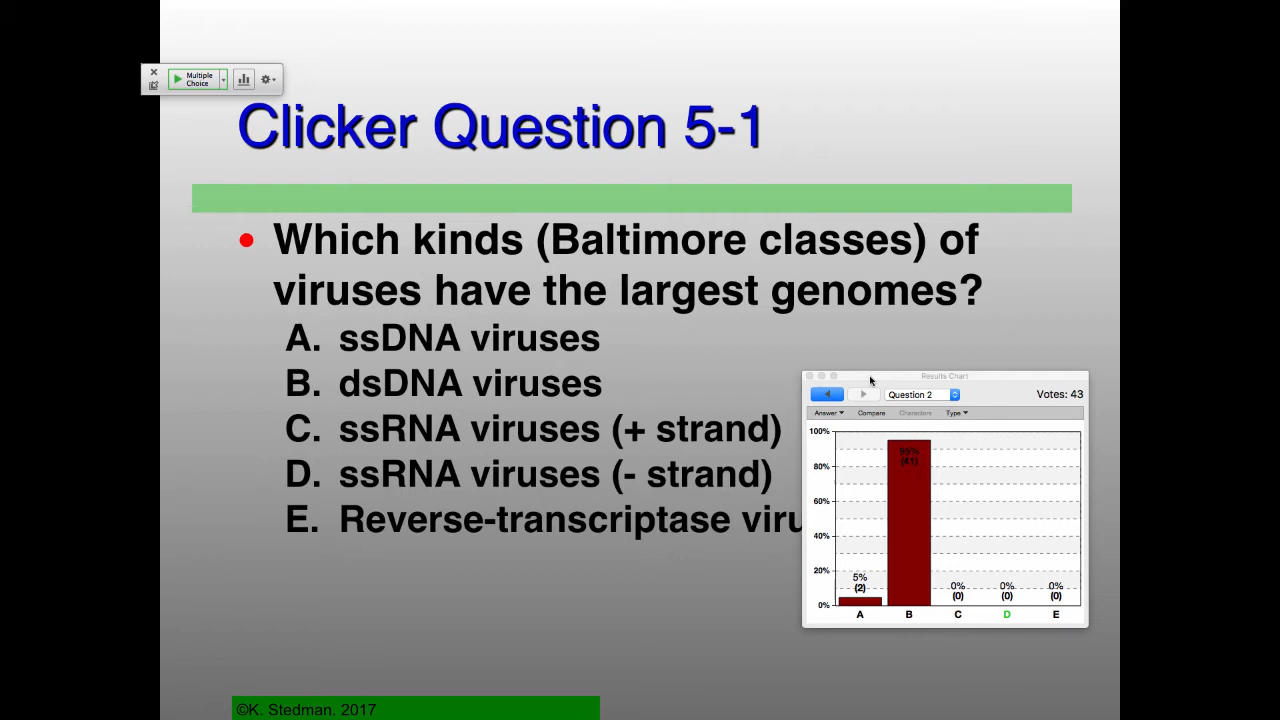 Multiple
Choice
Clicker Question 5-1
Which kinds (Baltimore classes) of
viruses have the largest genomes?
A. ssDNA viruses
B. dsDNA viruses
C. ssRNA viruses (+ strand)
D. ssRNA viruses (- strand)
E. Reverse-transcriptase viru
Results Chart
Question 2 Votes: 43
Answer Compare Characters Type
100%
80%
60%
40%
20%
0%
95%
(41)
5% 0% 0% 0%
(2) (0) (0) (0)
A B C D E
©K. Stedman. 2017